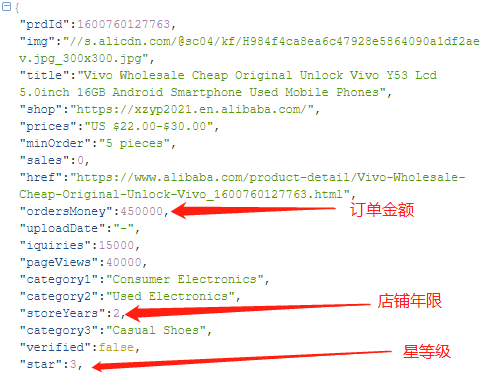 {
"prdId":1600760127763,
"img":"//s.alicdn.com/@sc04/kf/H984f4ca8ea6c47928e5864090a1df2ae
v.jpg_300x300.jpg",
"title":"Vivo Wholesale Cheap Original Unlock Vivo Y53 Lcd
5.0inch 16GB Android Smartphone Used Mobile Phones",
"shop":"https://xzyp2021.en.alibaba.com/",
"prices":"US $22.00-$30.00",
"minOrder":"5 pieces",
"sales":0,
"href":"https://www.alibaba.com/product-detail/Vivo-Wholesale-
Cheap-Original-Unlock-Vivo_1600760127763.html",
"ordersMoney":450000, 订单金额
"uploadDate":"-",
"iquiries":15000,
"pageViews":40000,
"category1":"Consumer Electronics",
"category2":"Used Electronics",
"storeYears":2, 店铺年限
"category3":"Casual Shoes",
"verified":false,
"star":3, 星等级